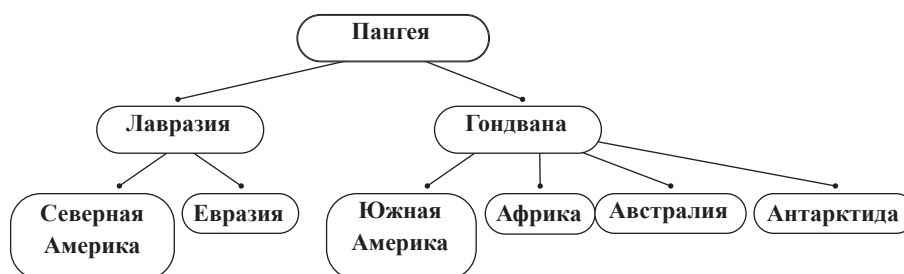 Пангея
Лавразия
Гондвана
Северная
Америка
Евразия
Южная
Америка
Африка
Австралия
Антарктида